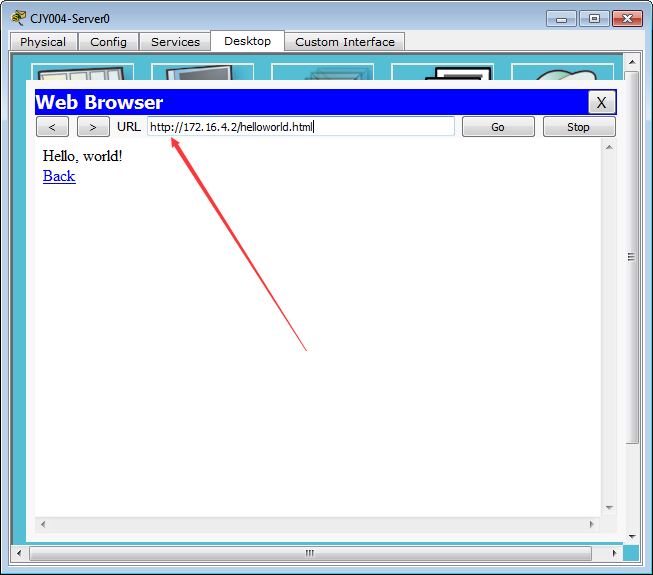 CJY004-Server0
Physical Config Services Desktop Custom Interface
Web Browser X
< > URL http://172.16.4.2/helloworld.html Go Stop
Hello, world!
Back